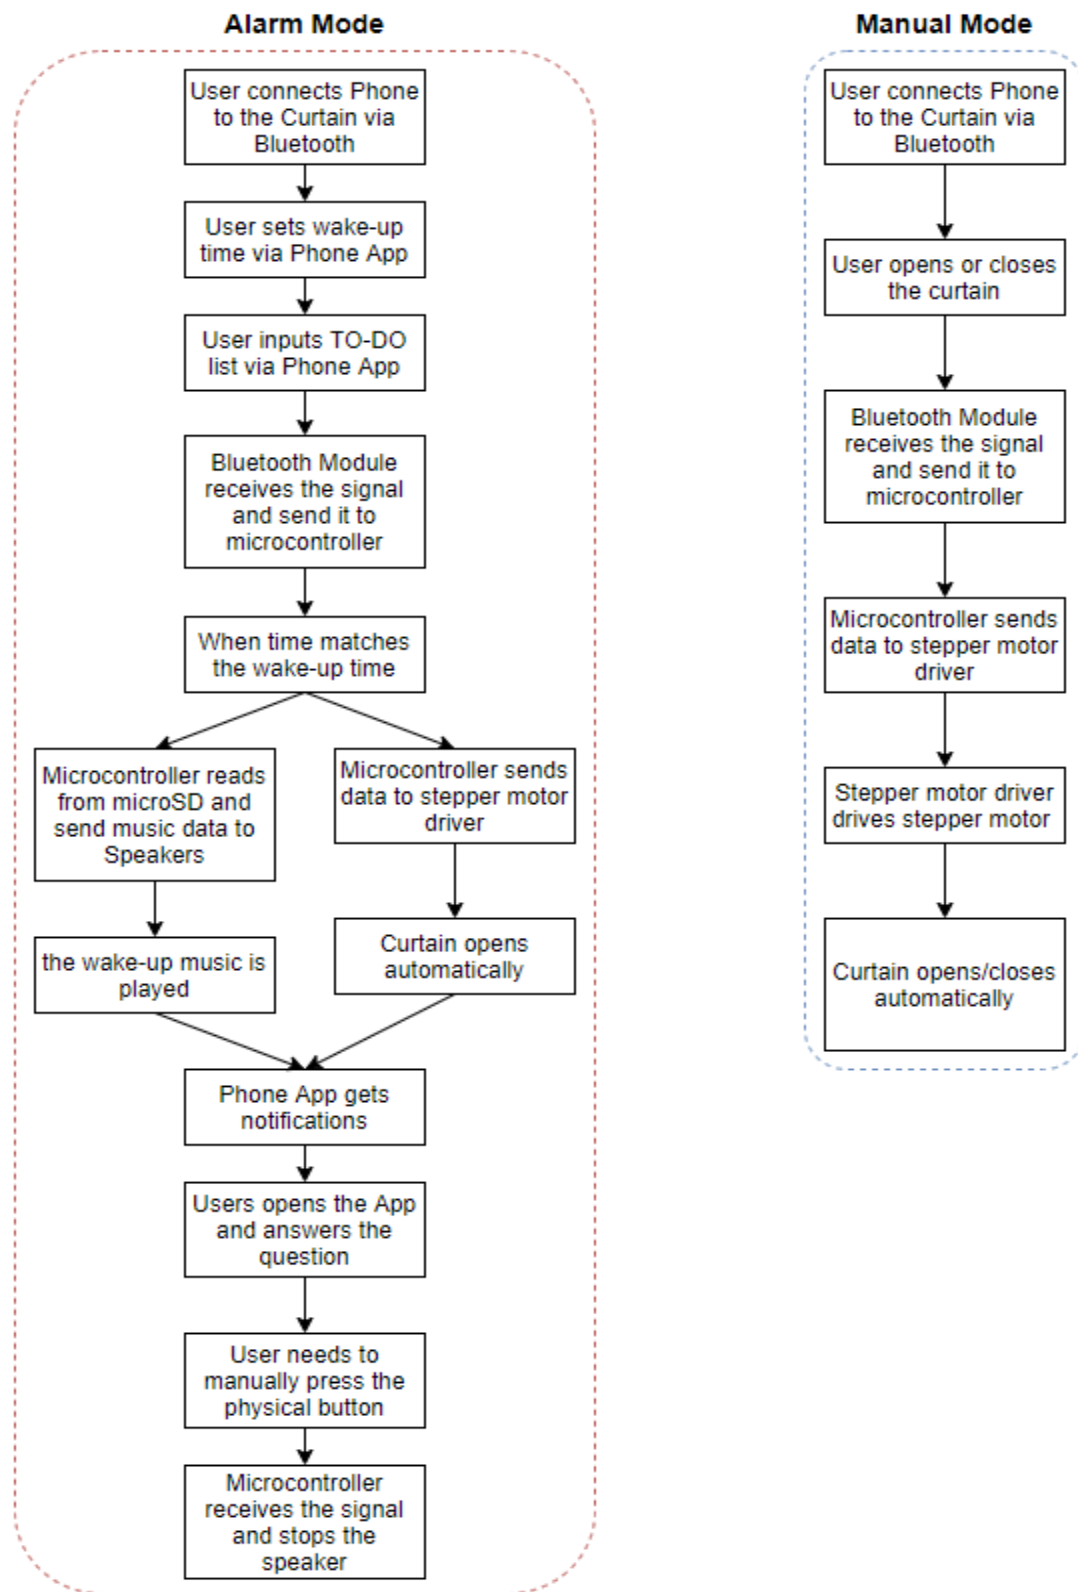 Alarm Mode
User connects Phone
to the Curtain via
Bluetooth
User sets wake-up
time via Phone App
User inputs TO-DO
list via Phone App
Bluetooth Module
receives the signal
and send it to
microcontroller
When time matches
the wake-up time
Microcontroller reads
from microSD and
send music data to
Speakers
the wake-up music is
played
Microcontroller sends
data to stepper motor
driver
Curtain opens
automatically
Phone App gets
notifications
Users opens the App
and answers the
question
User needs to
manually press the
physical button
Microcontroller
receives the signal
and stops the
speaker
Manual Mode
User connects Phone
to the Curtain via
Bluetooth
User opens or closes
the curtain
Bluetooth Module
receives the signal
and send it to
microcontroller
Microcontroller sends
data to stepper motor
driver
Stepper motor driver
drives stepper motor
Curtain opens/closes
automatically